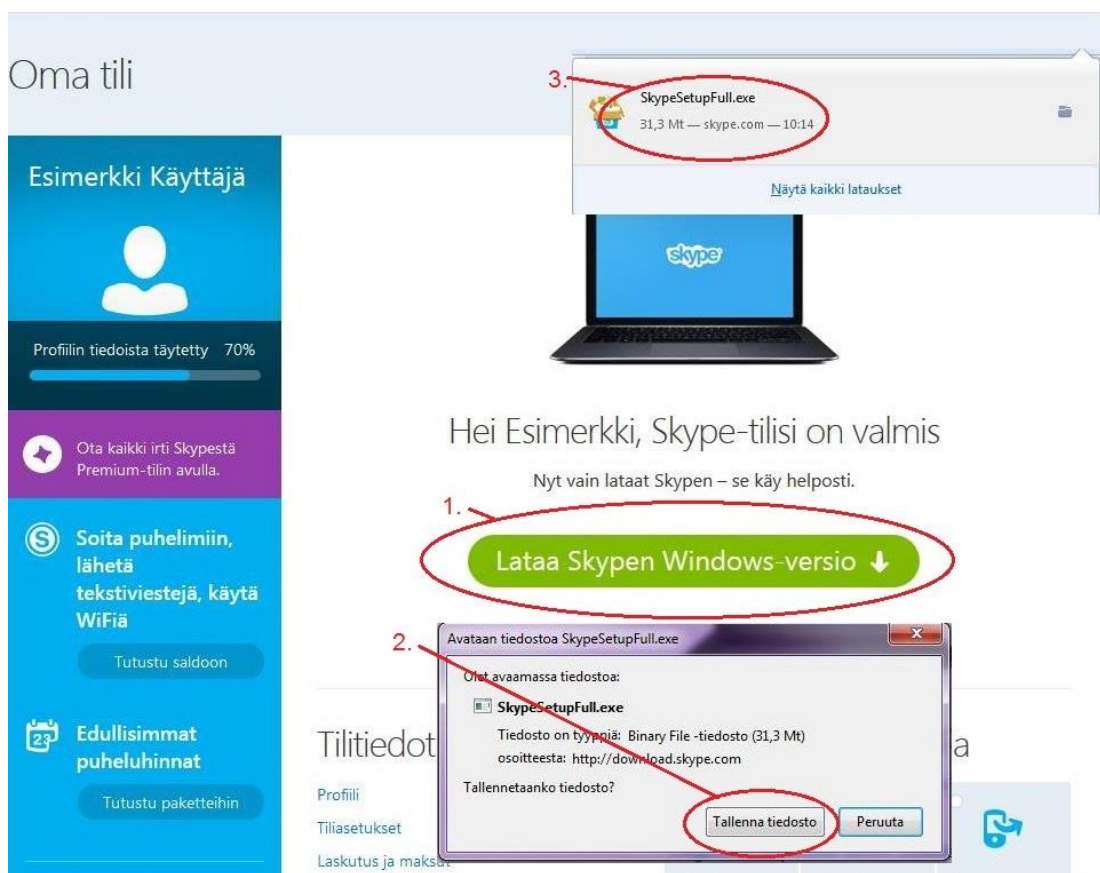 Oma tili
3.
SkypeSetupFull.exe
31,3 Mt — skype.com — 10:14
Näytä kaikki lataukset
Esimerkki Käyttäjä
Profiilin tiedoista täytetty 70%
Ota kaikki irti Skypestä
Premium-tilin avulla.
Soita puhelimiin,
lähetä
tekstiviestejä, käytä
WiFiä
Tutustu saldoon
23
Edullisimmat
puheluhinnat
Tutustu paketteihin
skype
Hei Esimerkki, Skype-tilisi on valmis
Nyt vain lataat Skypen – se käy helposti.
1.
Lataa Skypen Windows-versio
2.
Avataan tiedostoa SkypeSetupFull.exe
Olet avaamassa tiedostoa:
SkypeSetupFull.exe
Tiedosto on tyyppiä: Binary File -tiedosto (31,3 Mt)
osoitteesta: http://download.skype.com
Tallennetaanko tiedosto?
Tallenna tiedosto
Peruuta
Tilitiedot
Profiili
Tiliasetukset
Laskutus ja maksut